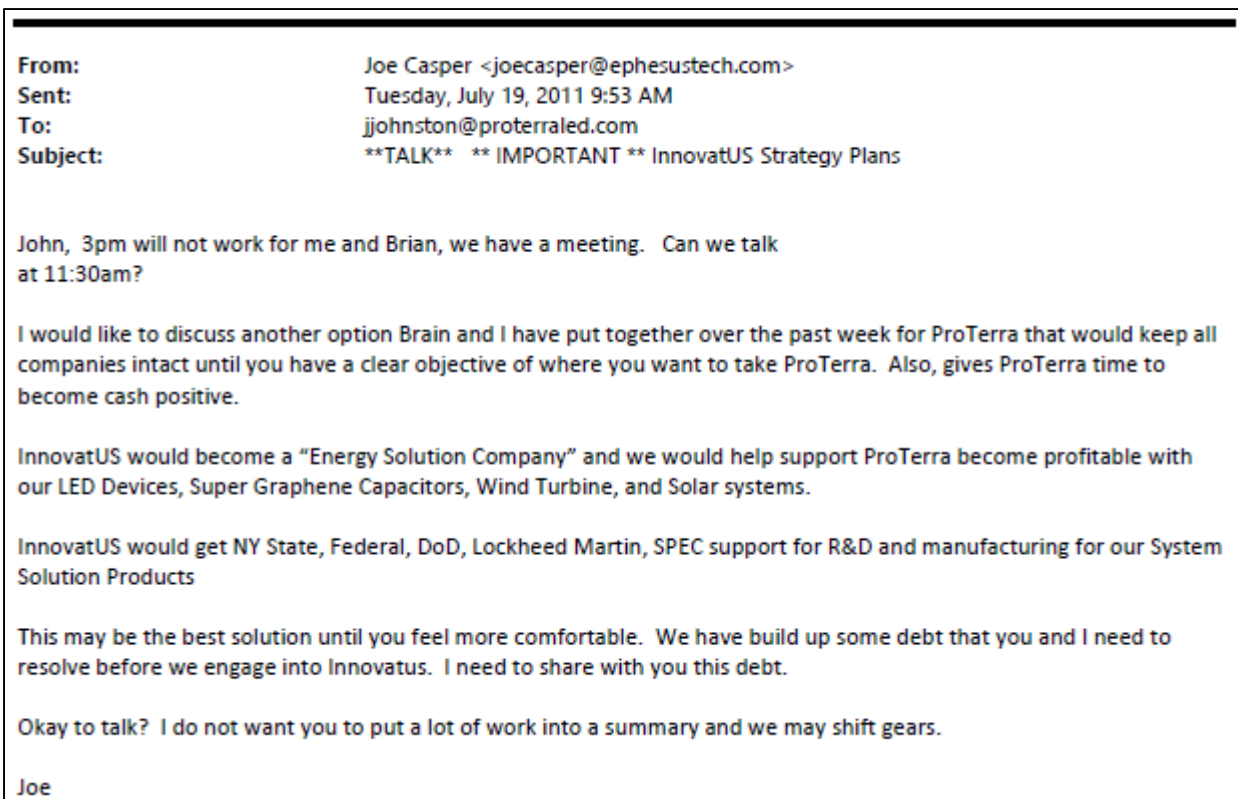 From: Joe Casper <joecasper@ephesustech.com>
Sent: Tuesday, July 19, 2011 9:53 AM
To: jjohnston@proterraled.com
Subject: **TALK** ** IMPORTANT ** InnovatUS Strategy Plans
John, 3pm will not work for me and Brian, we have a meeting. Can we talk
at 11:30am?
I would like to discuss another option Brain and I have put together over the past week for ProTerra that would keep all
companies intact until you have a clear objective of where you want to take ProTerra. Also, gives ProTerra time to
become cash positive.
InnovatUS would become a “Energy Solution Company” and we would help support ProTerra become profitable with
our LED Devices, Super Graphene Capacitors, Wind Turbine, and Solar systems.
InnovatUS would get NY State, Federal, DoD, Lockheed Martin, SPEC support for R&D and manufacturing for our System
Solution Products
This may be the best solution until you feel more comfortable. We have build up some debt that you and I need to
resolve before we engage into Innovatus. I need to share with you this debt.
Okay to talk? I do not want you to put a lot of work into a summary and we may shift gears.
Joe